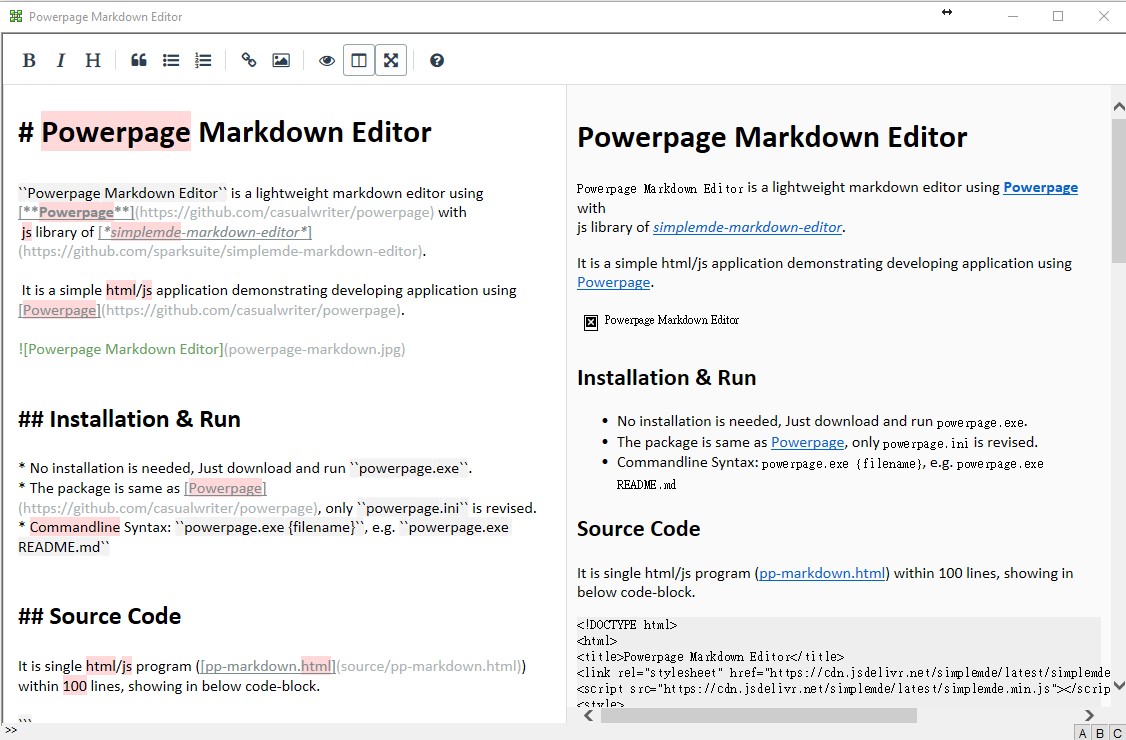 Powerpage Markdown Editor
B I H
# Powerpage Markdown Editor
``Powerpage Markdown Editor`` is a lightweight markdown editor using
[**Powerpage**](https://github.com/casualwriter/powerpage) with
js library of [*simplemde-markdown-editor*]
(https://github.com/sparksuite/simplemde-markdown-editor).
It is a simple html/js application demonstrating developing application using
[Powerpage](https://github.com/casualwriter/powerpage).
![Powerpage Markdown Editor](powerpage-markdown.jpg)
## Installation & Run
* No installation is needed, Just download and run ``powerpage.exe``.
* The package is same as [Powerpage]
(https://github.com/casualwriter/powerpage), only ``powerpage.ini`` is revised.
* Commandline Syntax: ``powerpage.exe {filename}``, e.g. ``powerpage.exe
README.md``
## Source Code
It is single html/js program ([pp-markdown.html](source/pp-markdown.html))
within 100 lines, showing in below code-block.
```
Powerpage Markdown Editor
Powerpage Markdown Editor is a lightweight markdown editor using Powerpage
with
js library of simplemde-markdown-editor.
It is a simple html/js application demonstrating developing application using
Powerpage.
Powerpage Markdown Editor
Installation & Run
• No installation is needed, Just download and run powerpage.exe.
• The package is same as Powerpage, only powerpage.ini is revised.
• Commandline Syntax: powerpage.exe {filename}, e.g. powerpage.exe
README.md
Source Code
It is single html/js program (pp-markdown.html) within 100 lines, showing in
below code-block.
<!DOCTYPE html>
<html>
<title>Powerpage Markdown Editor</title>
<link rel="stylesheet" href="https://cdn.jsdelivr.net/simplemde/latest/simplemde
<script src="https://cdn.jsdelivr.net/simplemde/latest/simplemde.min.js"></scrip
<style>
>>
A B C